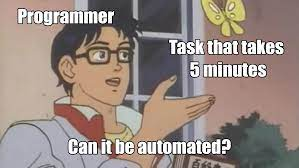 Programmer
Task that takes
5 minutes
Can it be automated?